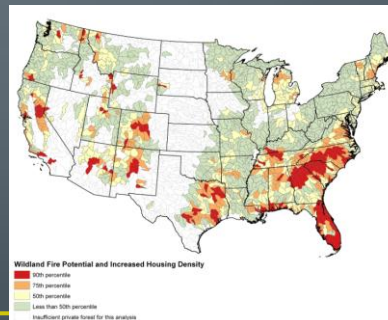 Wildland Fire Potential and Increased Housing Density
90th percentile
75th percentile
50th percentile
Less than 50th percentile
Insufficient private forest for this analysis